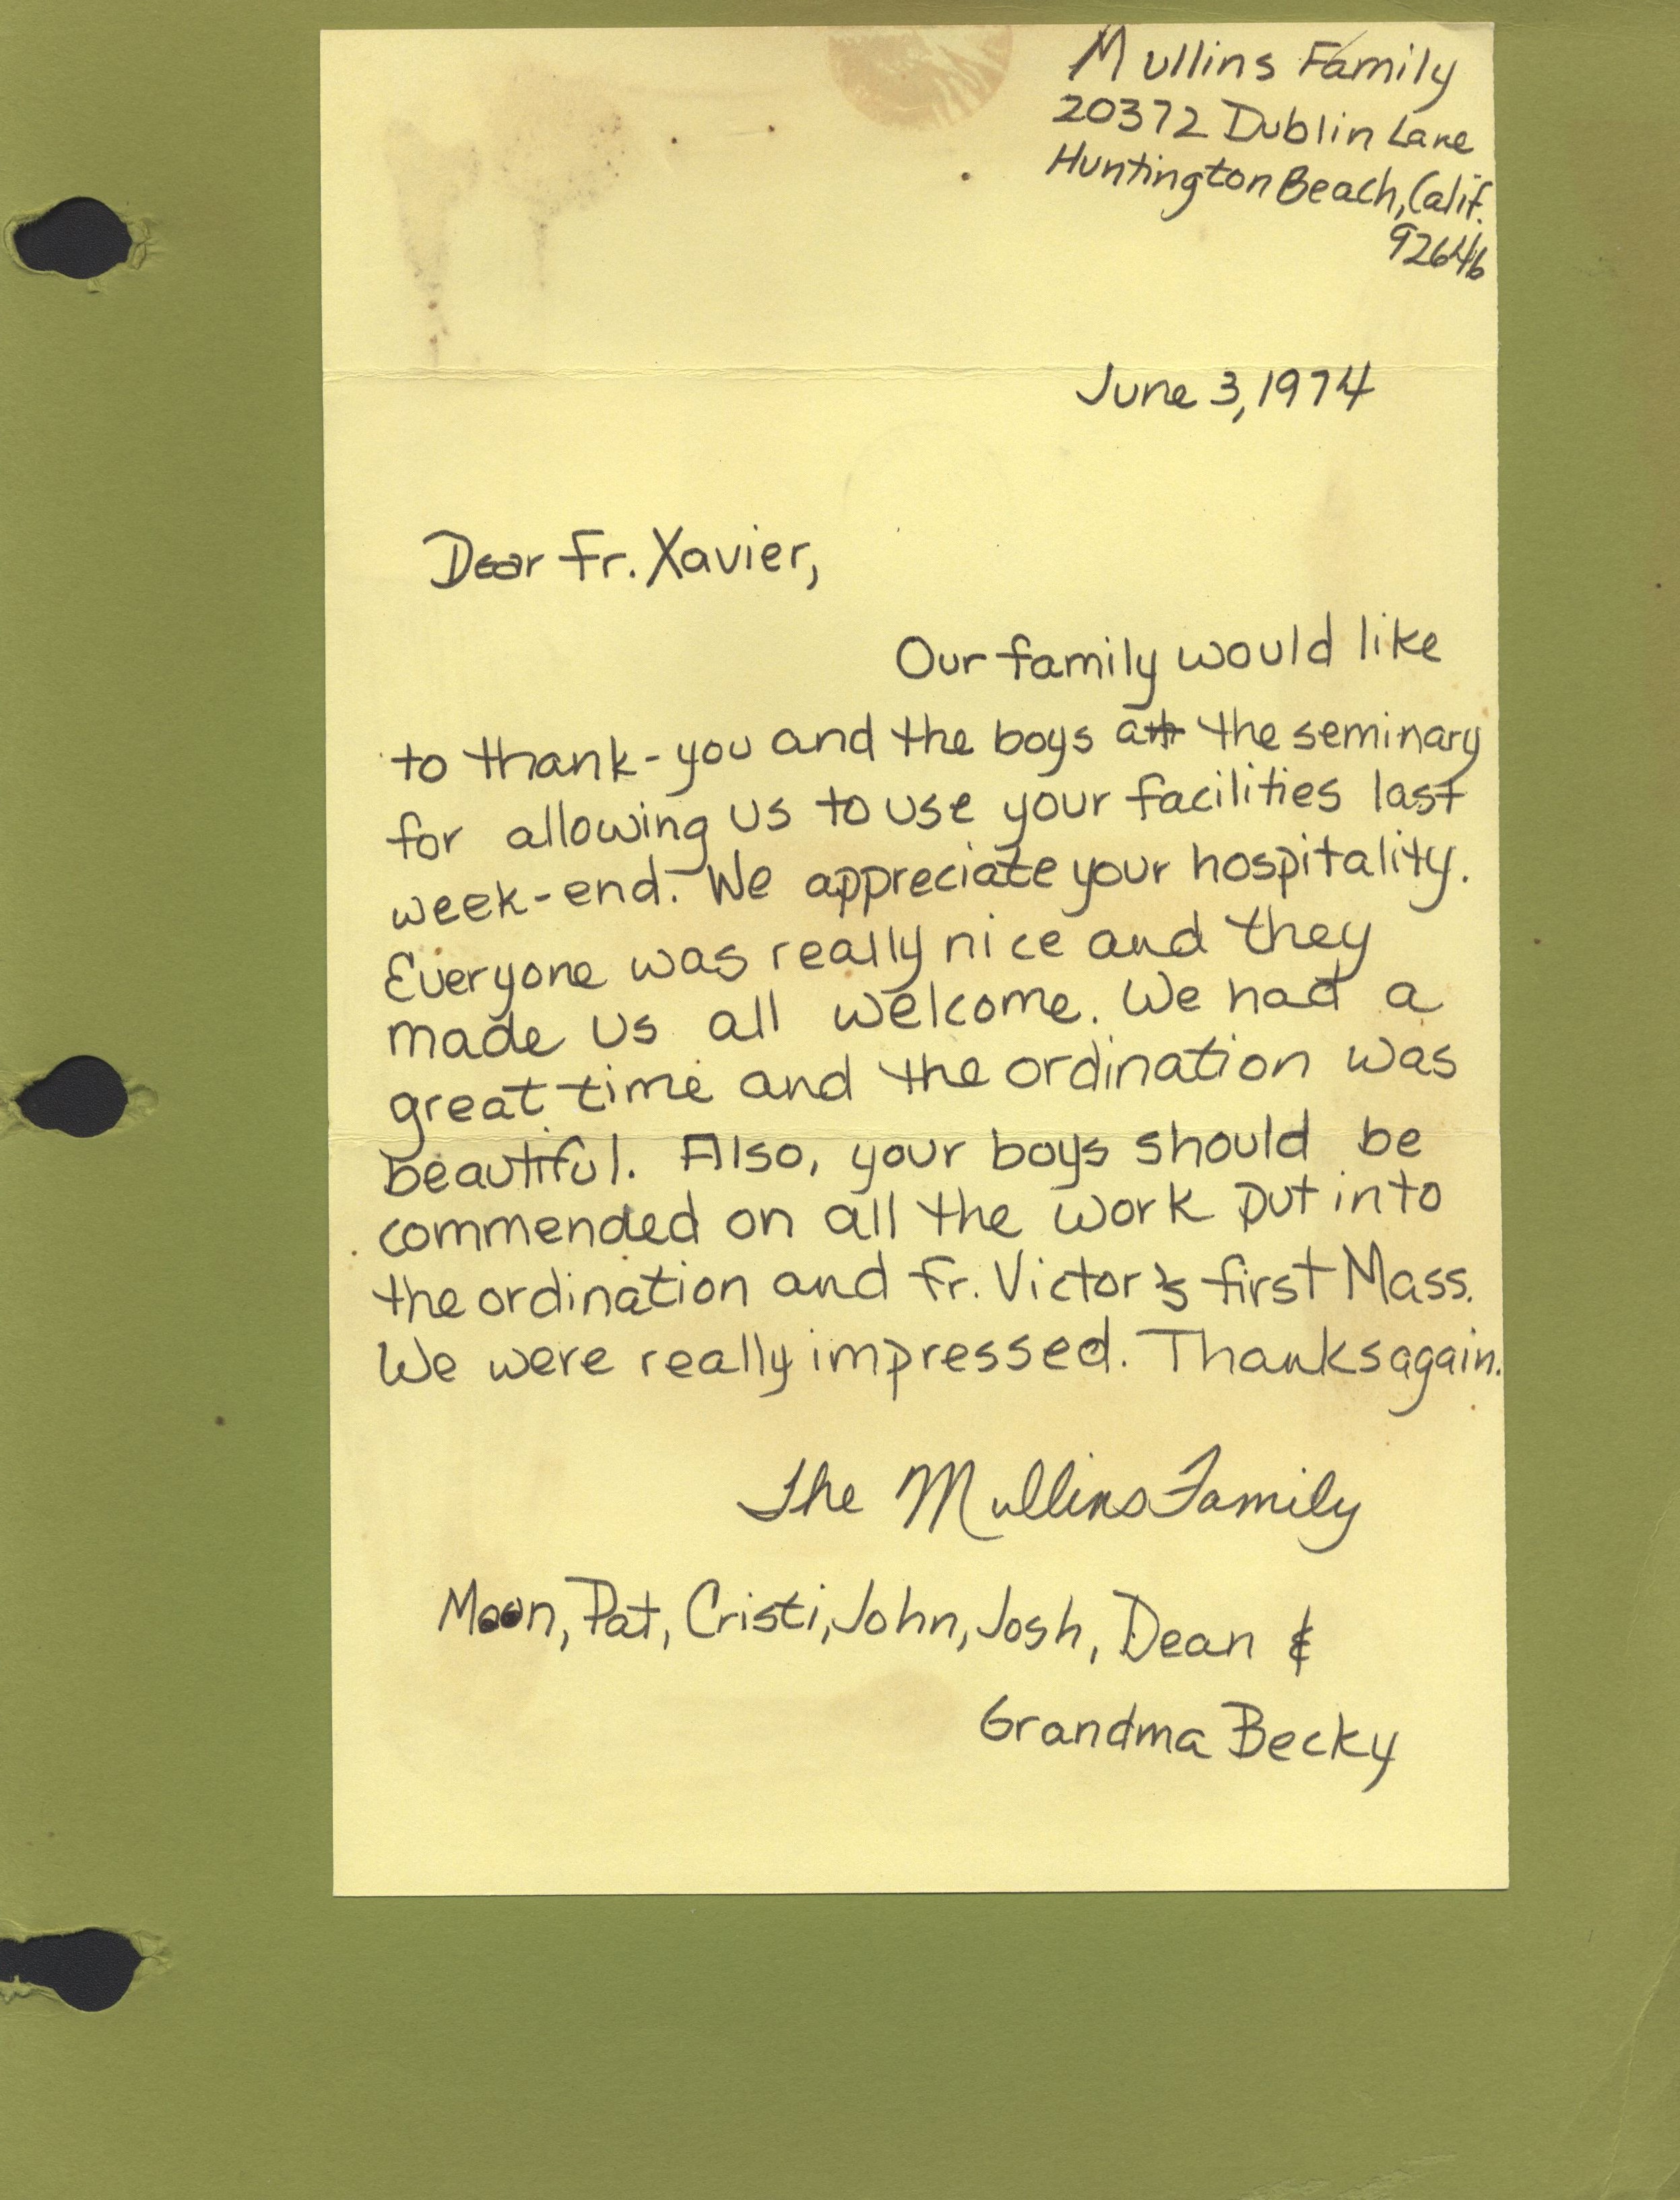 Mullins Family
20372 Dublin Lane
Huntington Beach, Calif.
92646
June 3, 1974
Dear Fr. Xavier,
Our family would like
to thank-you and the boys at the seminary
for allowing us to use your facilities last
week-end. We appreciate your hospitality.
Everyone was really nice and they
made us all welcome. We had a
great time and the ordination was
beautiful. Also, your boys should be
commended on all the work put into
the ordination and Fr. Victor's first Mass.
We were really impressed. Thanks again.
The Mullins Family
Moon, Pat, Cristi, John, Josh, Dean &
Grandma Becky